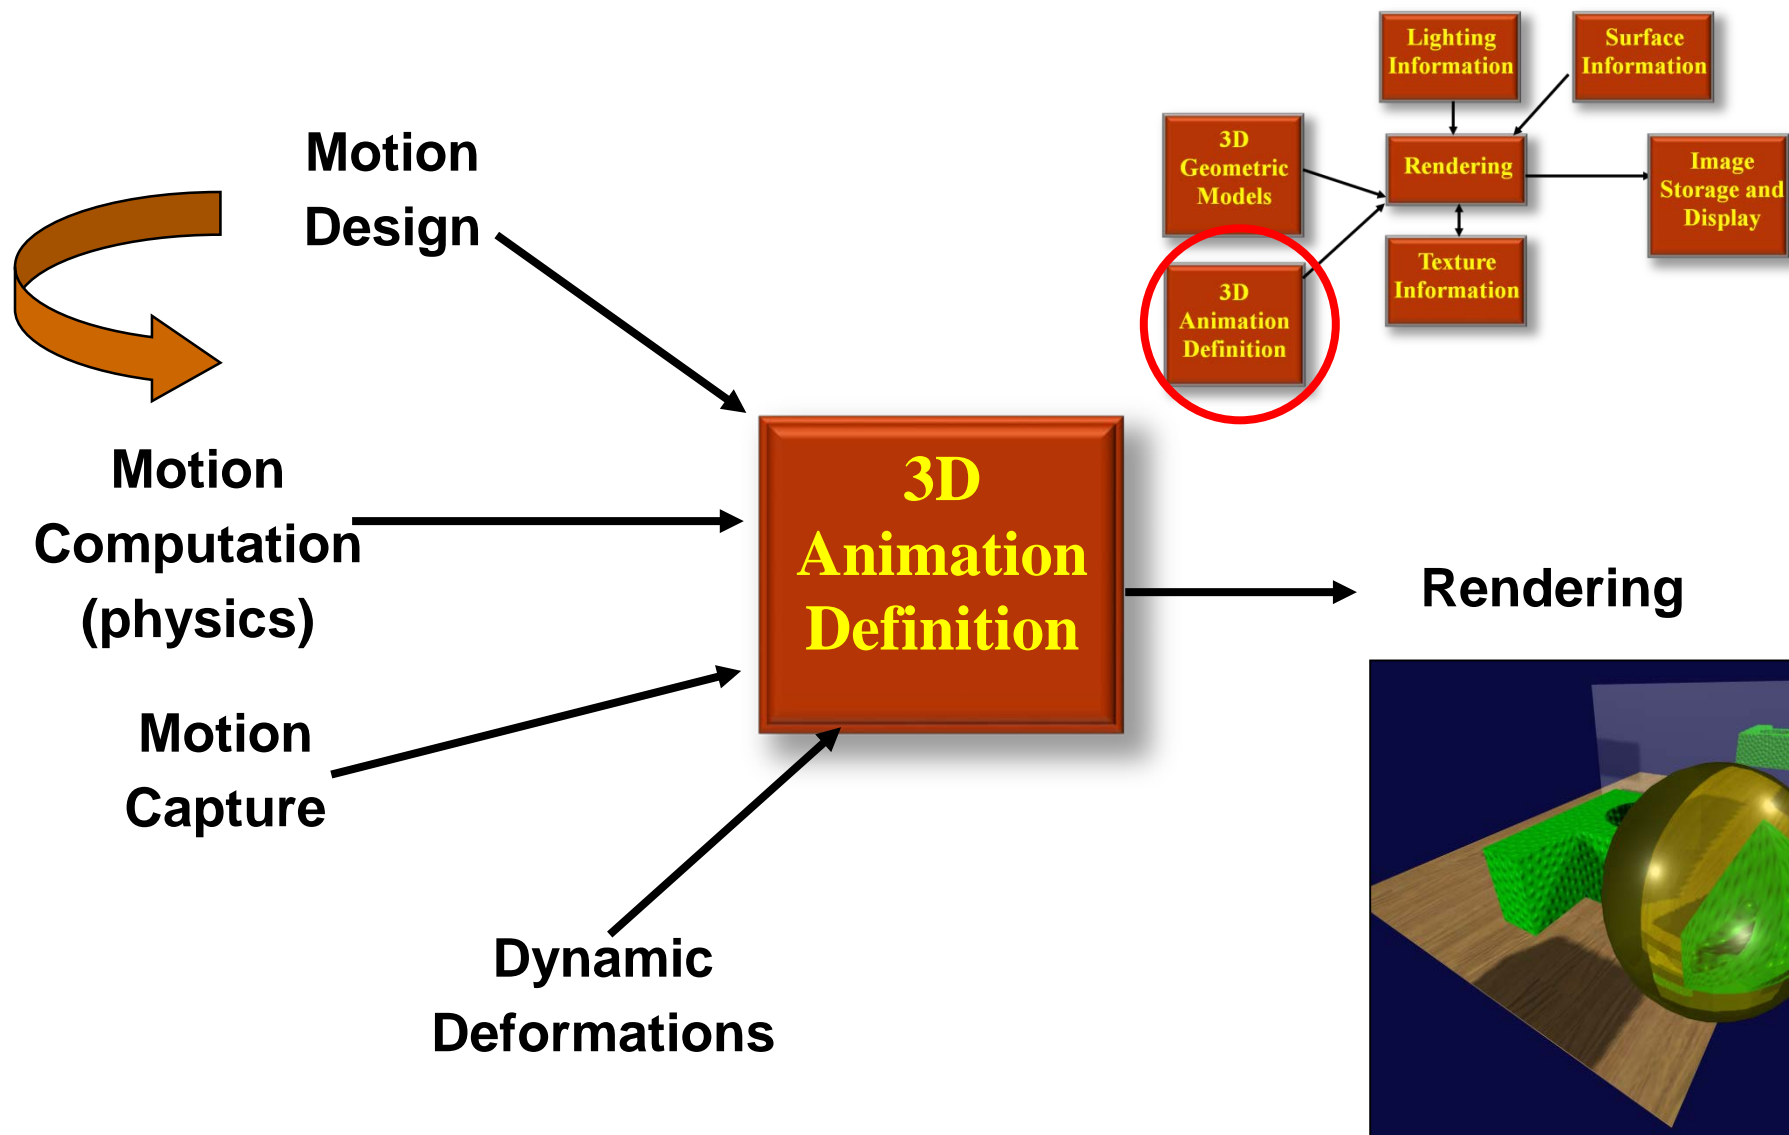 Motion
Design
Motion
Computation
(physics)
Motion
Capture
Dynamic
Deformations
3D
Animation
Definition
Rendering
Lighting
Information
Surface
Information
3D
Geometric
Models
Rendering
Image
Storage and
Display
3D
Animation
Definition
Texture
Information